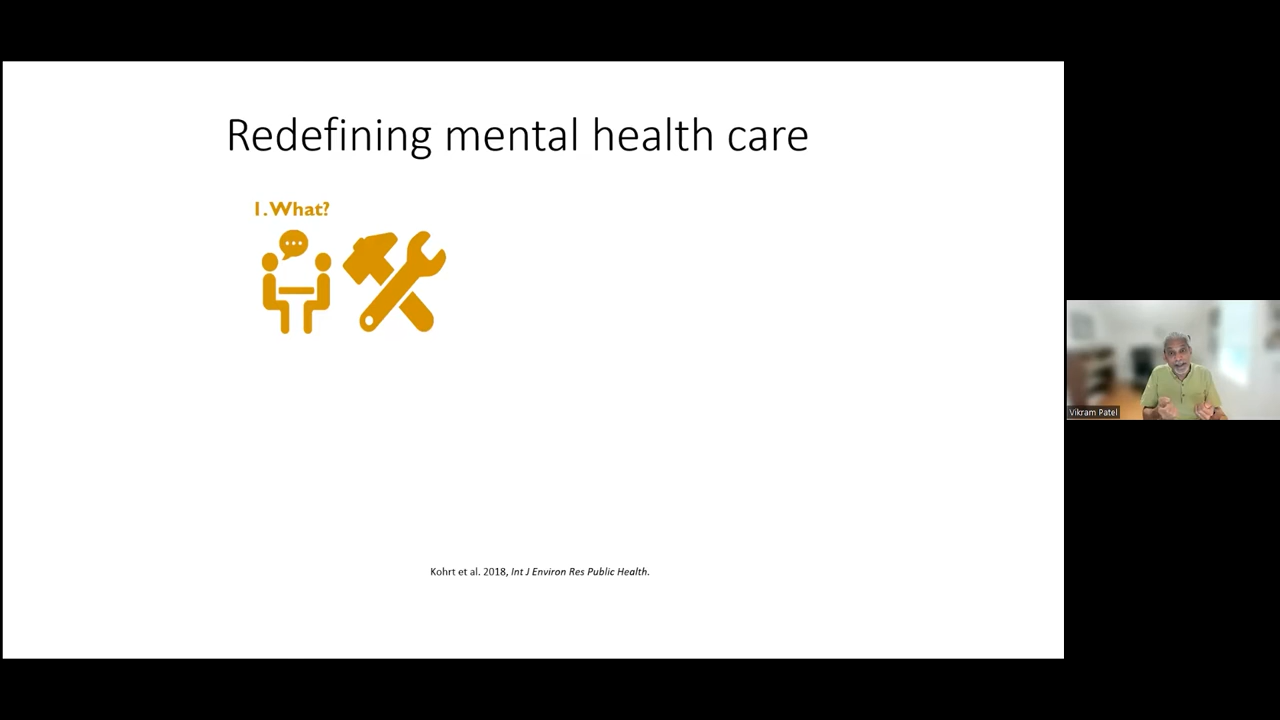 Redefining mental health care
1. What?
Kohrt et al. 2018, Int J Environ Res Public Health.
Vikram Patel